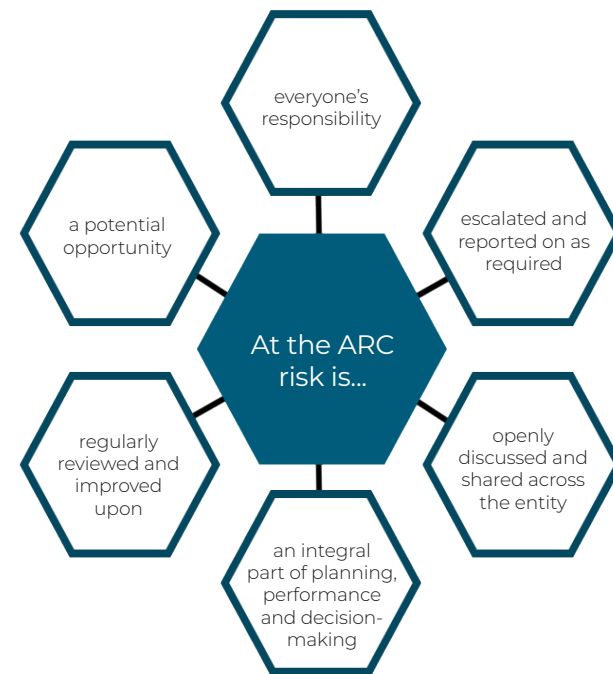 everyone's
responsibility
escalated and
reported on as
required
openly
discussed and
shared across
the entity
an integral
part of planning,
performance
and decision-
making
regularly
reviewed and
improved
upon
a potential
opportunity
At the ARC
risk is...